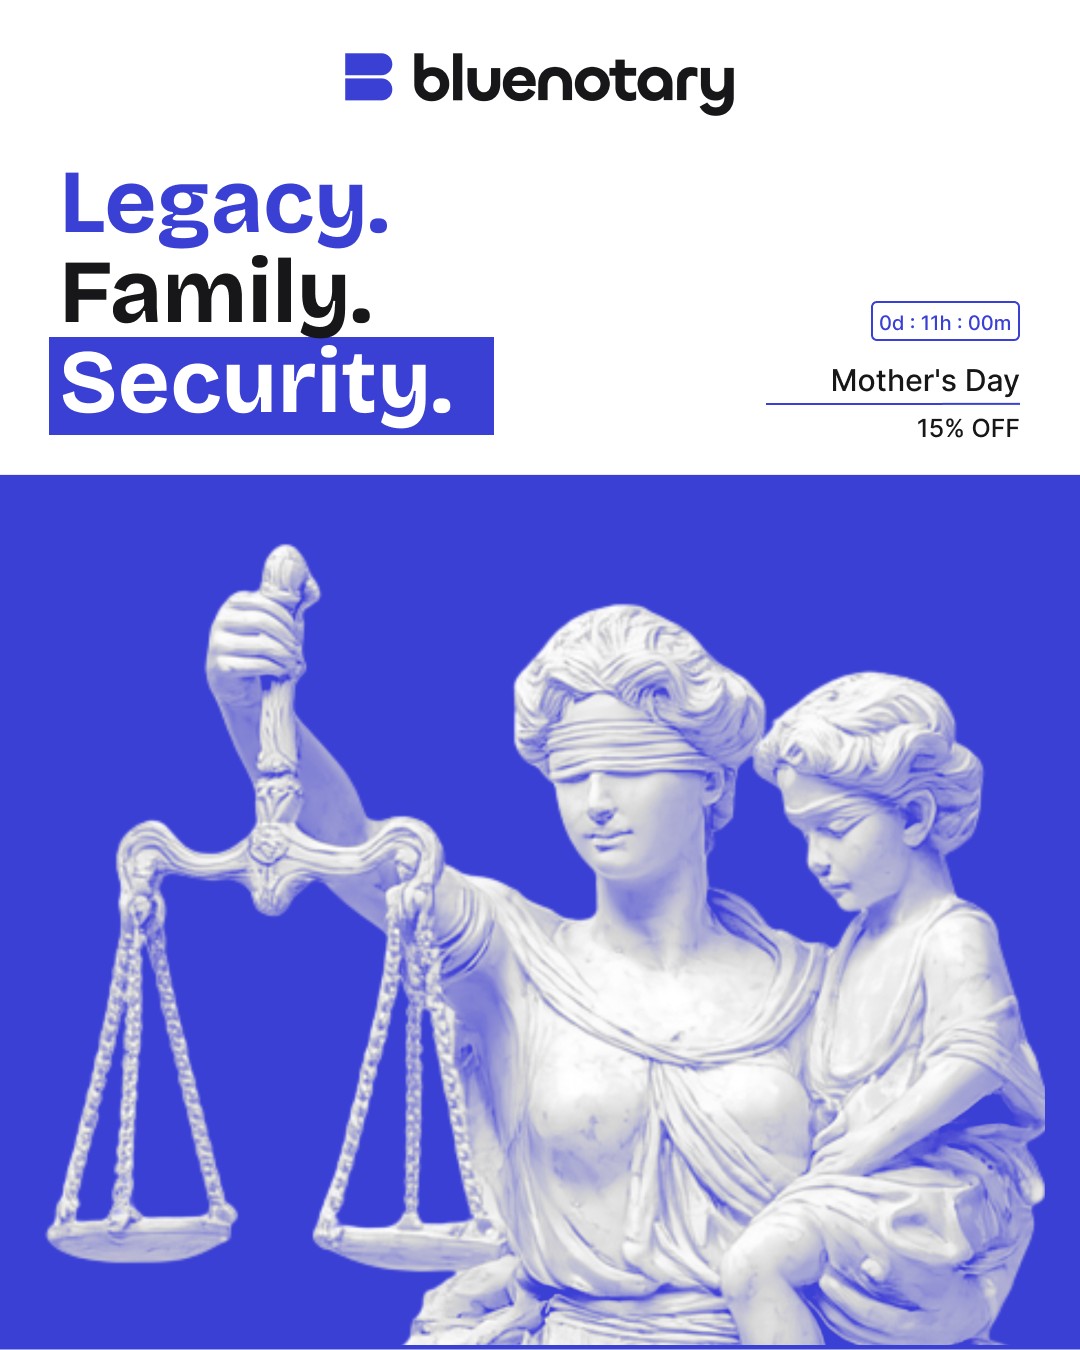 bluenotary
Legacy.
Family.
Security.
0d : 11h : 00m
Mother's Day
15% OFF